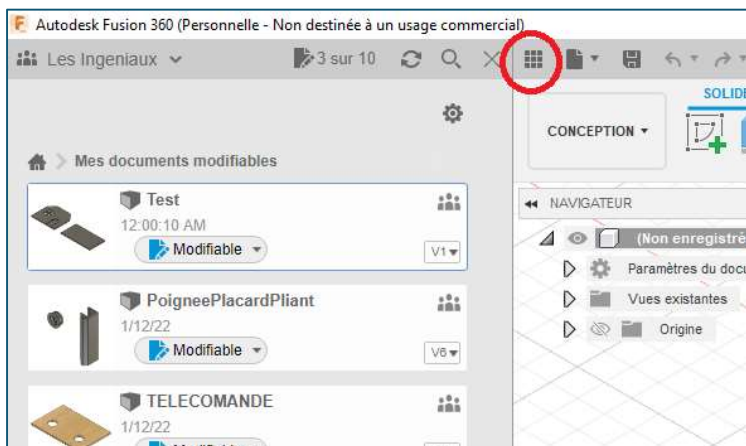 Autodesk Fusion 360 (Personnelle - Non destinée à un usage commercial)
Les Ingeniaux
3 sur 10
SOLIDE
CONCEPTION
Mes documents modifiables
NAVIGATEUR
Test
12:00:10 AM
Modifiable
V1
(Non enregistré
Paramètres du docu
Vues existantes
Origine
PoigneePlacardPliant
1/12/22
Modifiable
V6
TELECOMANDE
1/12/22